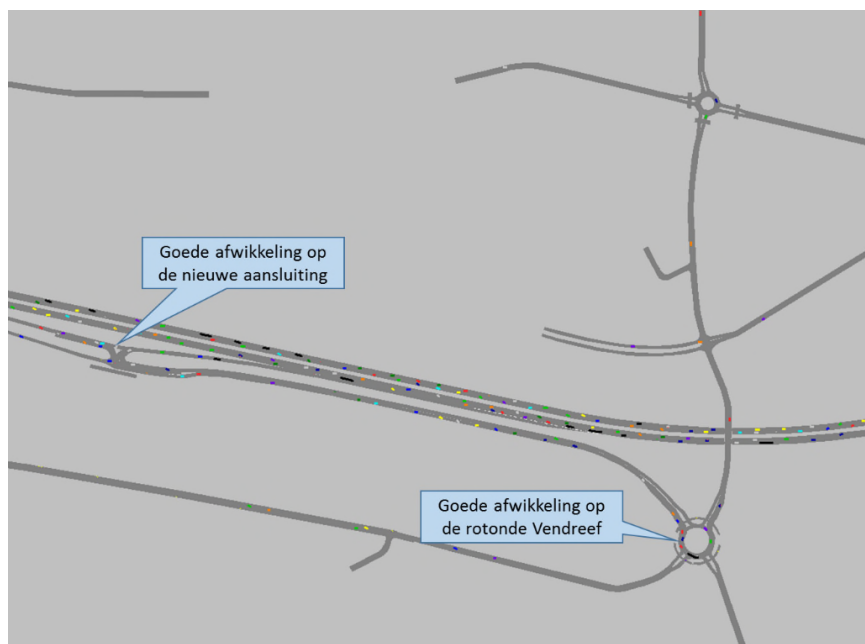 Goede afwikkeling op
de nieuwe aansluiting
Goede afwikkeling op
de rotonde Vendreef